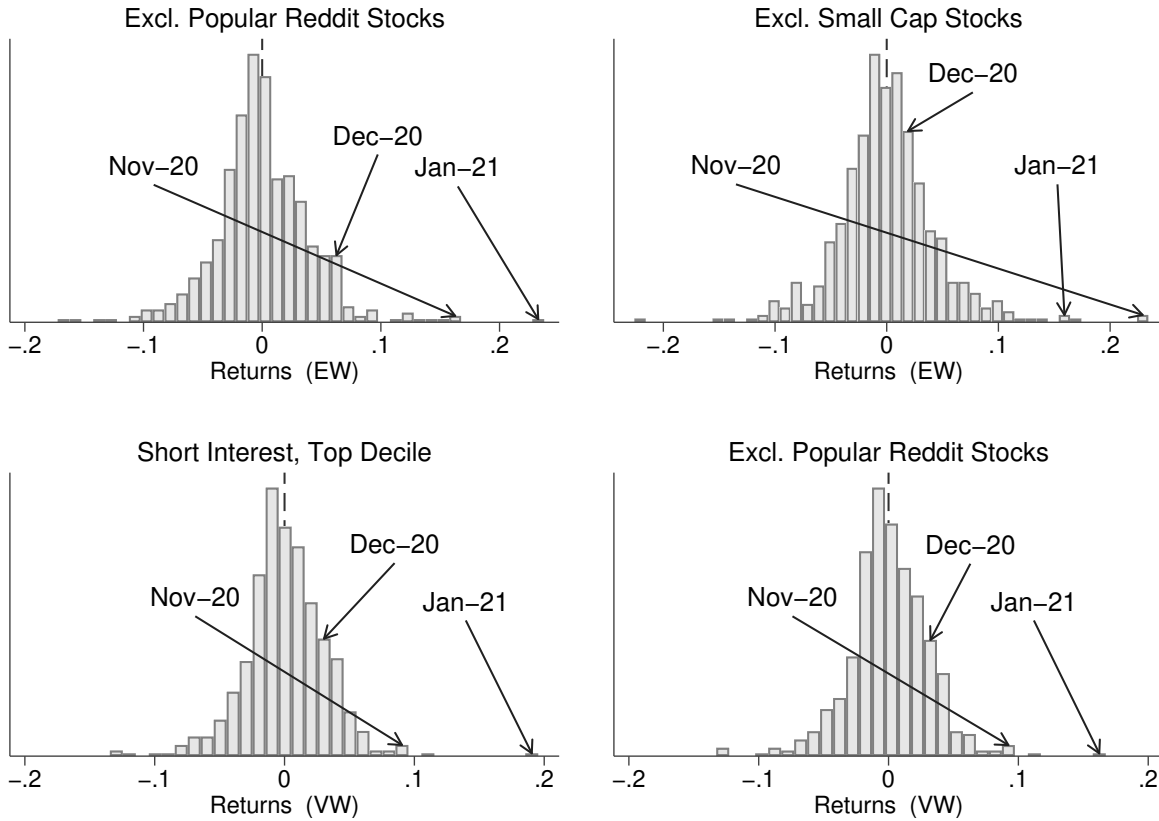 Excl. Popular Reddit Stocks
Nov−20
Dec−20
Jan−21
−.2 −.1 0 .1 .2
Returns (EW)
Excl. Small Cap Stocks
Nov−20
Dec−20
Jan−21
−.2 −.1 0 .1 .2
Returns (EW)
Short Interest, Top Decile
Nov−20
Dec−20
Jan−21
−.2 −.1 0 .1 .2
Returns (VW)
Excl. Popular Reddit Stocks
Nov−20
Dec−20
Jan−21
−.2 −.1 0 .1 .2
Returns (VW)